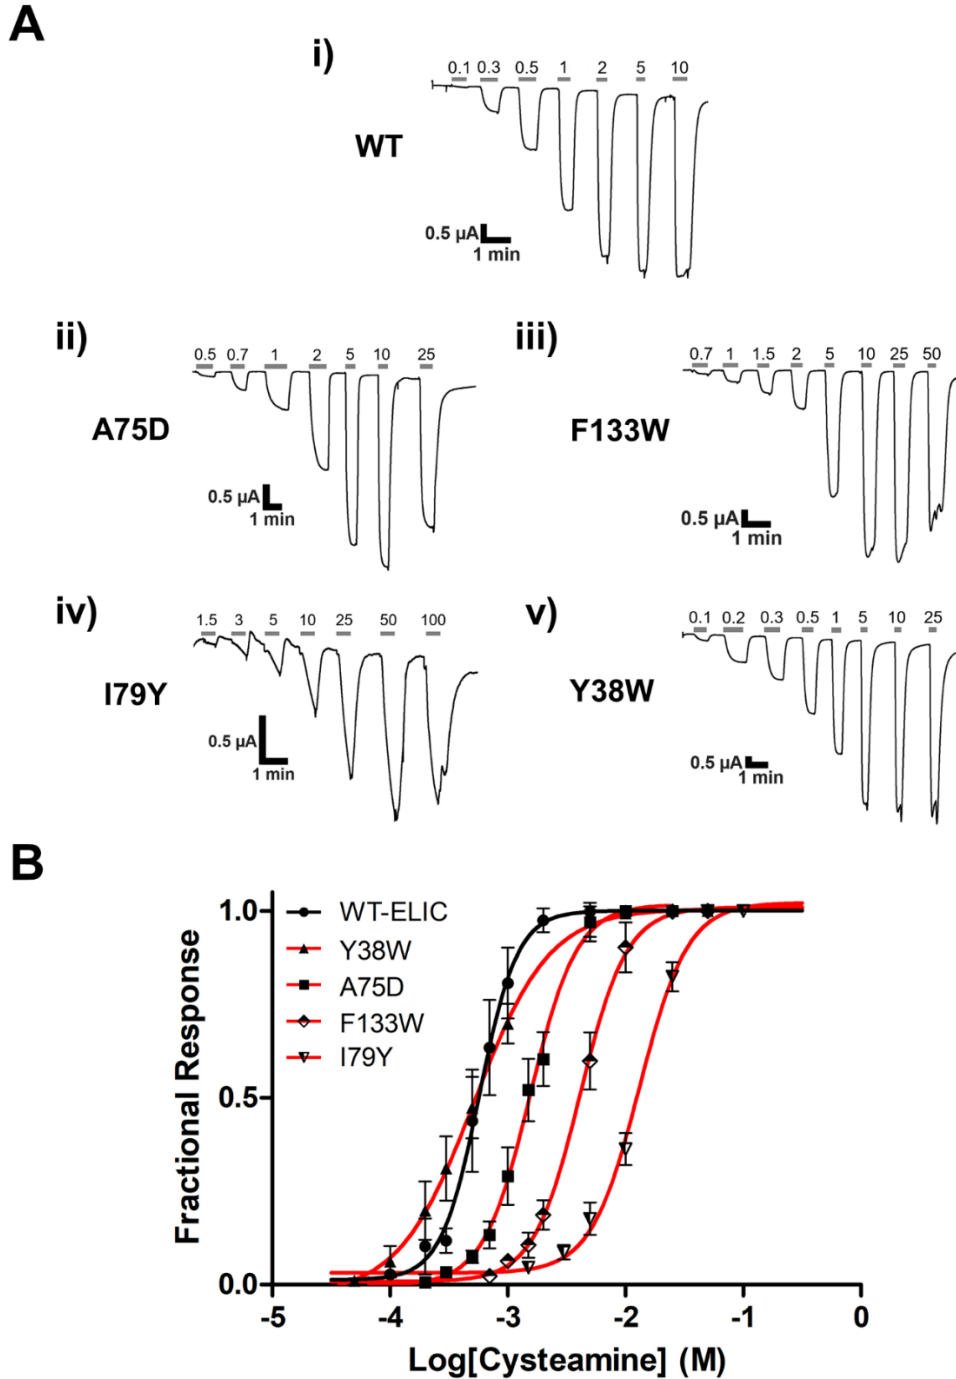 A
i)
0.1 0.3 0.5 1 2 5 10
WT
0.5 µA
1 min
ii)
0.5 0.7 1 2 5 10 25
A75D
0.5 µA
1 min
iii)
0.7 1 1.5 2 5 10 25 50
F133W
0.5 µA
1 min
iv)
1.5 3 5 10 25 50 100
I79Y
0.5 µA
1 min
v)
0.1 0.2 0.3 0.5 1 5 10 25
Y38W
0.5 µA
1 min
B
Fractional Response
1.0
0.5
0.0
WT-ELIC
Y38W
A75D
F133W
I79Y
-5 -4 -3 -2 -1 0
Log[Cysteamine] (M)